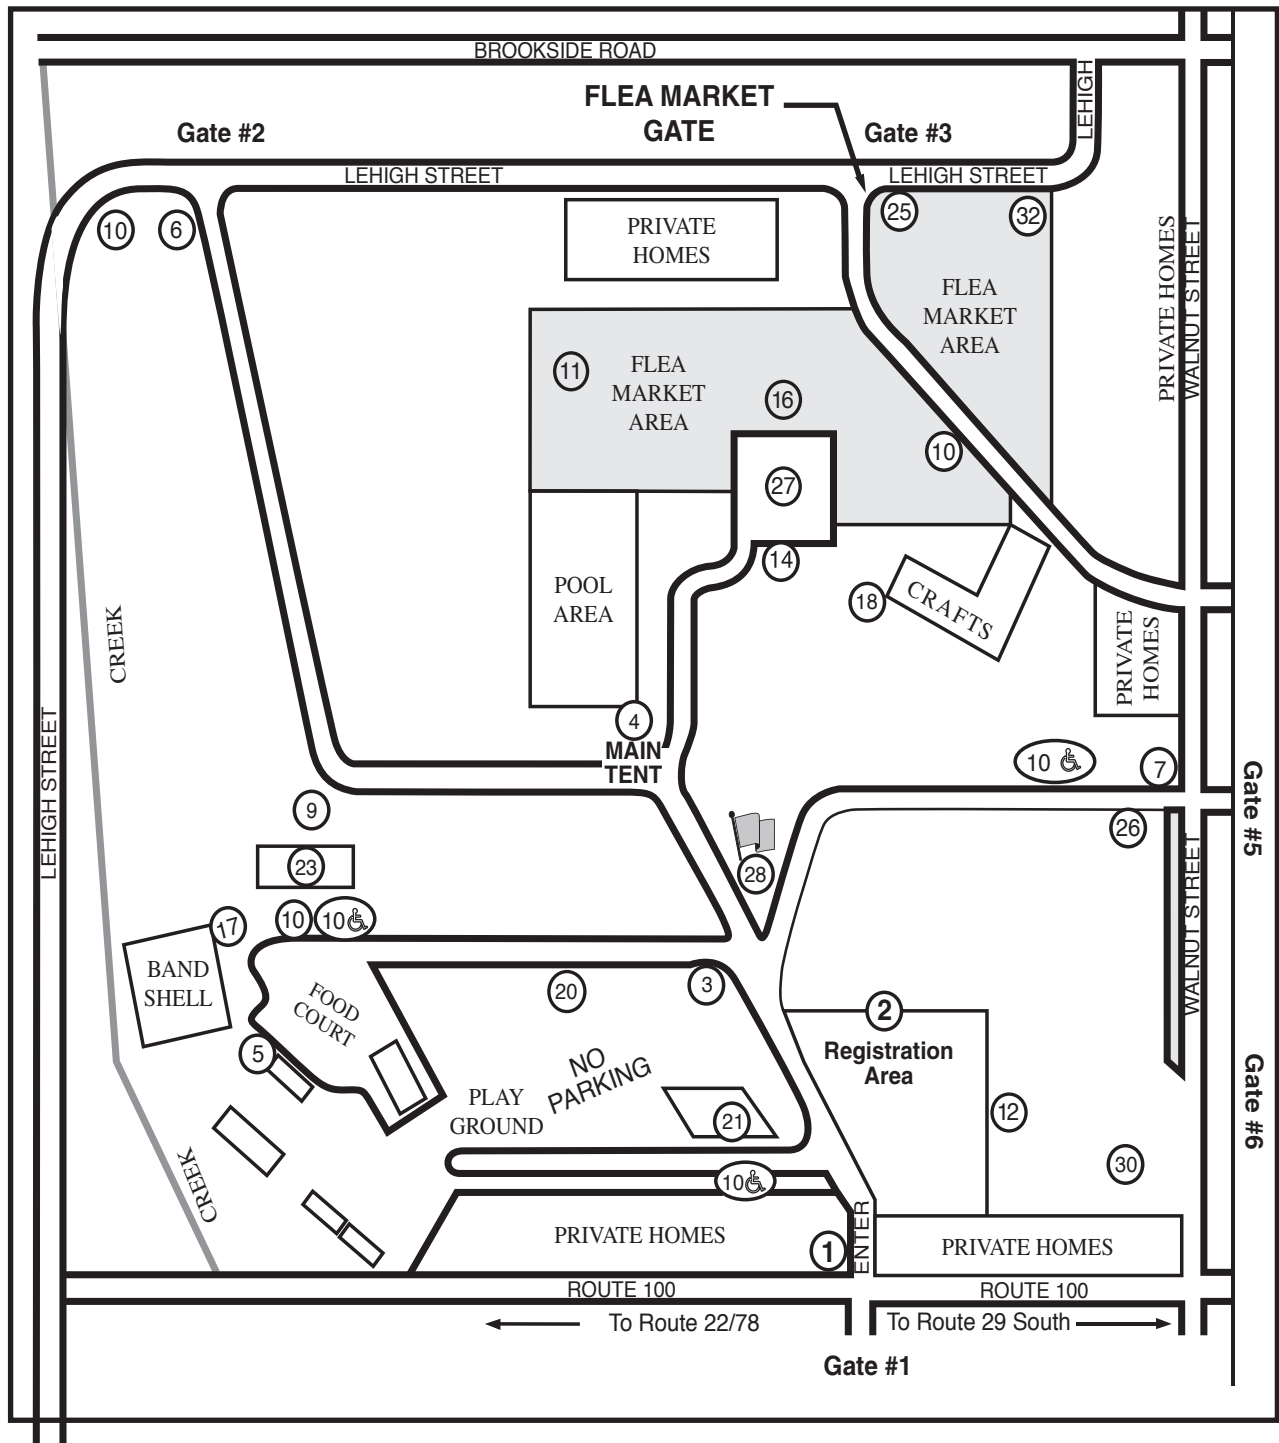 BROOKSIDE ROAD
LEHIGH
FLEA MARKET
GATE
Gate #2
Gate #3
LEHIGH STREET
LEHIGH STREET
10
6
25
32
PRIVATE
HOMES
PRIVATE HOMES
WALNUT STREET
FLEA
MARKET
AREA
11
FLEA
MARKET
AREA
16
10
27
14
POOL
AREA
18
CRAFTS
CREEK
PRIVATE
HOMES
LEHIGH STREET
4
MAIN
TENT
10
7
Gate #5
9
26
23
28
WALNUT STREET
17
10
10
BAND
SHELL
FOOD
COURT
20
3
2
Registration
Area
5
NO
PARKING
PLAY
GROUND
21
12
Gate #6
30
CREEK
10
PRIVATE HOMES
1
ENTER
PRIVATE HOMES
ROUTE 100
ROUTE 100
To Route 22/78
To Route 29 South
Gate #1